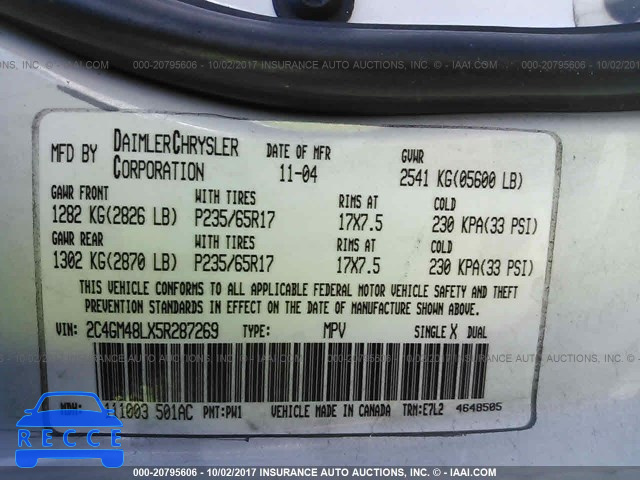 000-20795606 - 10/02/2017 INSURANCE AUTO AUCTIONS, INC. - © - IAAI.COM
MFD BY DAIMLERCHRYSLER CORPORATION DATE OF MFR 11-04 GVWR 2541 KG(05600 LB)
GAWR FRONT WITH TIRES RIMS AT COLD
1282 KG(2826 LB) P235/65R17 17X7.5 230 KPA(33 PSI)
GAWR REAR WITH TIRES RIMS AT COLD
1302 KG(2870 LB) P235/65R17 17X7.5 230 KPA(33 PSI)
THIS VEHICLE CONFORMS TO ALL APPLICABLE FEDERAL MOTOR VEHICLE SAFETY AND THEFT
PREVENTION STANDARDS IN EFFECT ON THE DATE OF MANUFACTURE SHOWN ABOVE.
VIN: 2C4GM48LX5R287269 TYPE: MPV SINGLE X DUAL
111003 501AC PNT:PW1 VEHICLE MADE IN CANADA TRM:E7L2 4648505
RECCE
000-20795606 - 10/02/2017 INSURANCE AUTO AUCTIONS, INC. - © - IAAI.COM